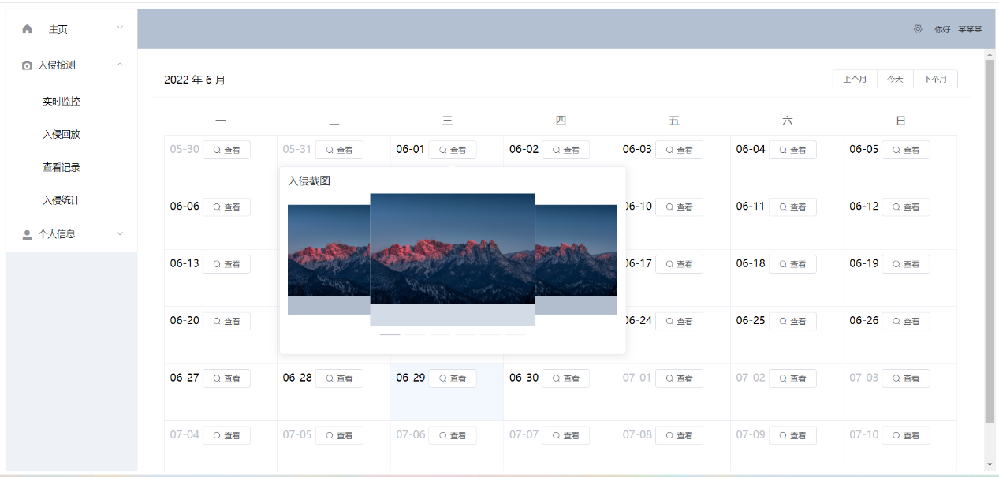 主页
入侵检测
实时监控
入侵回放
查看记录
入侵统计
个人信息
你好，某某某
2022 年 6 月
上个月 今天 下个月
一 二 三 四 五 六 日
05-30 查看 05-31 查看 06-01 查看 06-02 查看 06-03 查看 06-04 查看 06-05 查看
入侵截图
06-06 查看 06-10 查看 06-11 查看 06-12 查看
06-13 查看 06-17 查看 06-18 查看 06-19 查看
06-20 查看 06-24 查看 06-25 查看 06-26 查看
06-27 查看 06-28 查看 06-29 查看 06-30 查看 07-01 查看 07-02 查看 07-03 查看
07-04 查看 07-05 查看 07-06 查看 07-07 查看 07-08 查看 07-09 查看 07-10 查看